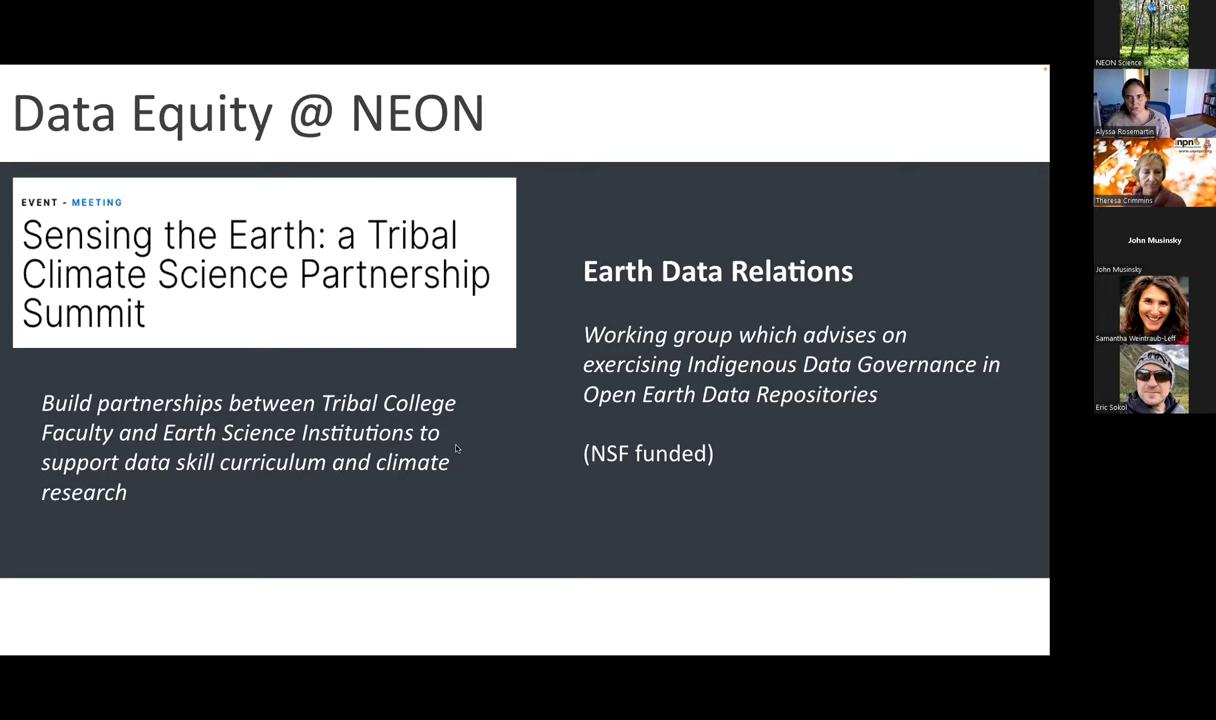 Data Equity @ NEON
EVENT - MEETING
Sensing the Earth: a Tribal
Climate Science Partnership
Summit
Build partnerships between Tribal College
Faculty and Earth Science Institutions to
support data skill curriculum and climate
research
Earth Data Relations
Working group which advises on
exercising Indigenous Data Governance in
Open Earth Data Repositories
(NSF funded)
NEON Science
Alyssa Rosemartin
npn
Theresa Crimmins
John Musinsky
John Musinsky
Samantha Weintraub-Leff
Eric Sokol